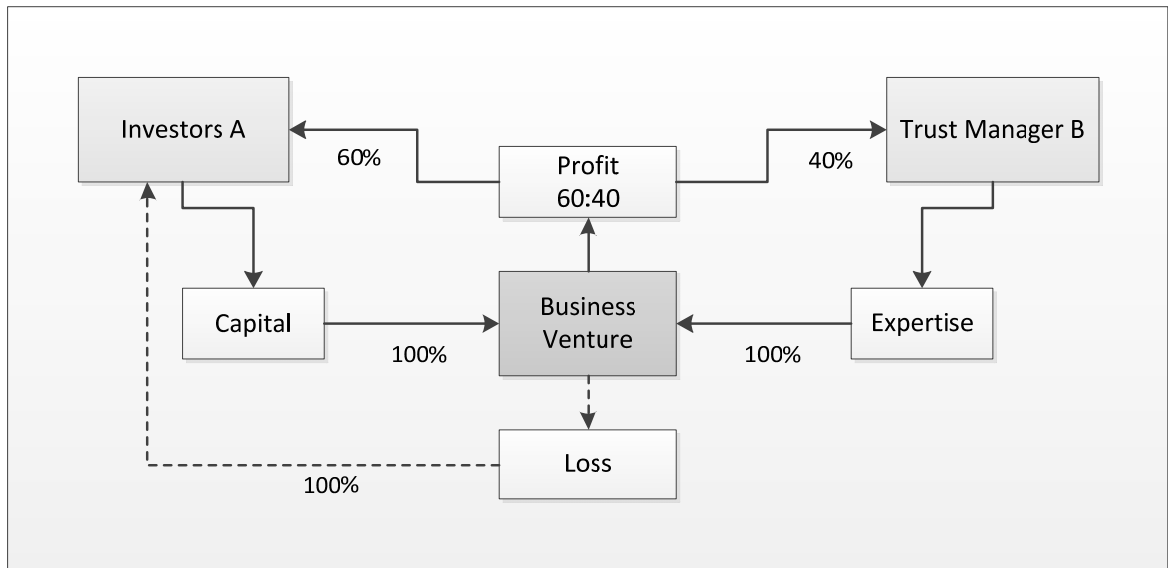 Investors A
Trust Manager B
60%
Profit
60:40
40%
Capital
Business
Venture
Expertise
100%
100%
Loss
100%